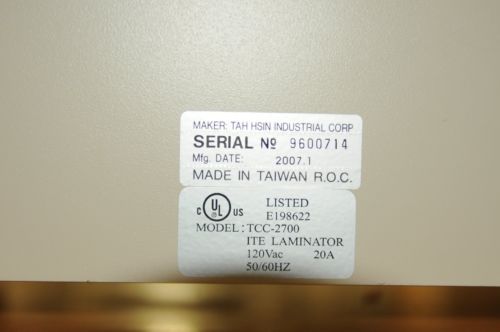 MAKER: TAH HSIN INDUSTRIAL CORP
SERIAL № 9600714
Mfg. DATE: 2007.1
MADE IN TAIWAN R.O.C.
C UL US LISTED
E198622
MODEL: TCC-2700
ITE LAMINATOR
120Vac 20A
50/60HZ